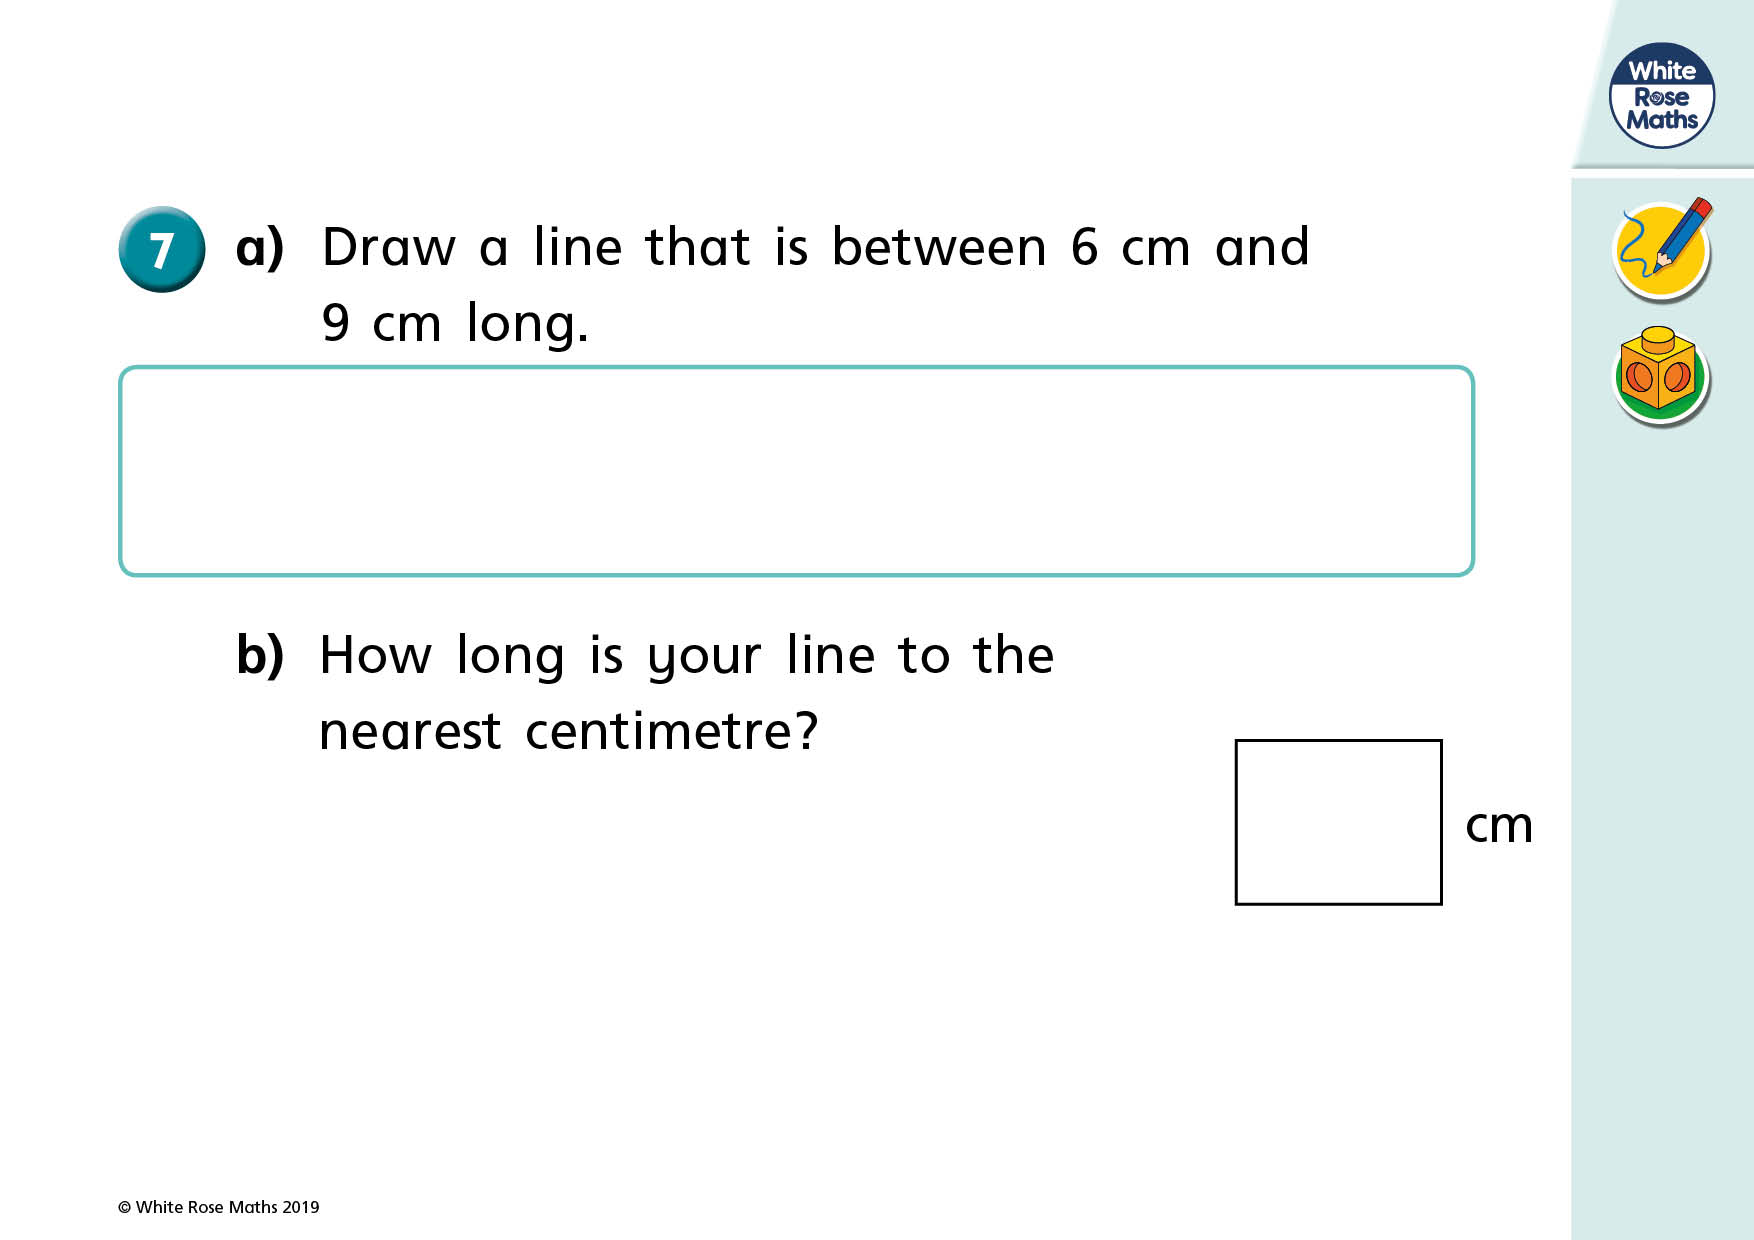 White
Rose
Maths
7 a) Draw a line that is between 6 cm and
9 cm long.
b) How long is your line to the
nearest centimetre?
cm
© White Rose Maths 2019